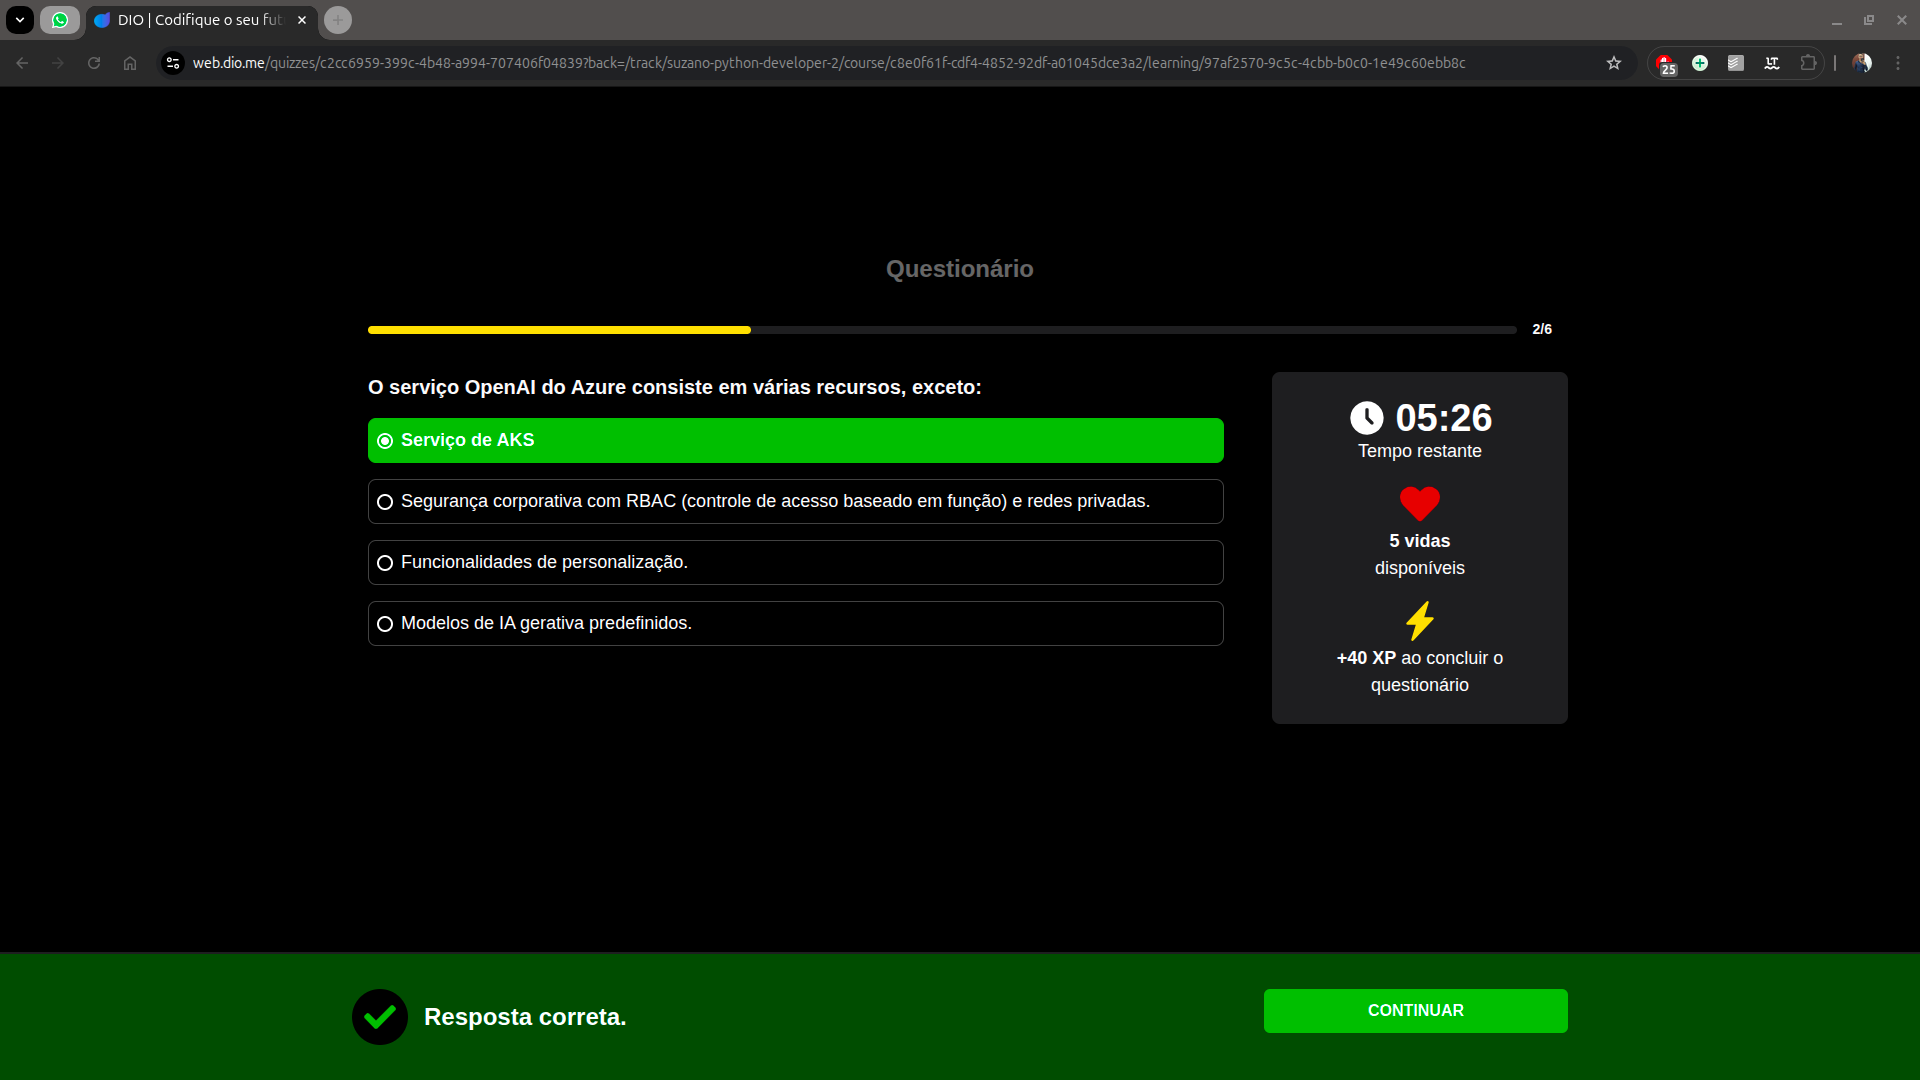 DIO | Codifique o seu fut
web.dio.me/quizzes/c2cc6959-399c-4b48-a994-707406f04839?back=/track/suzano-python-developer-2/course/c8e0f61f-cdf4-4852-92df-a01045dce3a2/learning/97af2570-9c5c-4cbb-b0c0-1e49c60ebb8c
25
LT
Questionário
2/6
O serviço OpenAI do Azure consiste em várias recursos, exceto:
Serviço de AKS
Segurança corporativa com RBAC (controle de acesso baseado em função) e redes privadas.
Funcionalidades de personalização.
Modelos de IA gerativa predefinidos.
05:26
Tempo restante
5 vidas
disponíveis
+40 XP ao concluir o
questionário
Resposta correta.
CONTINUAR